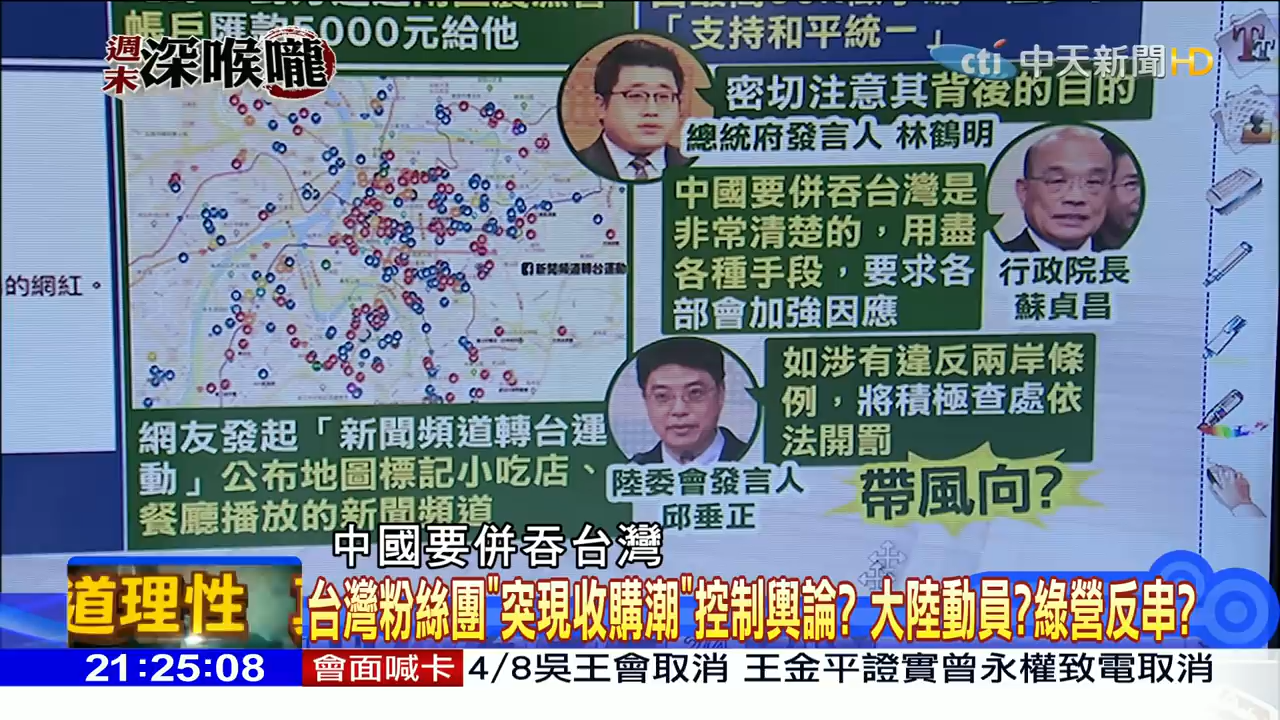 帳戶匯款5000元給他
「支持和平統一」
週末深喉嚨
cti 中天新聞HD
密切注意其背後的目的
總統府發言人 林鶴明
中國要併吞台灣是
非常清楚的，用盡
各種手段，要求各
部會加強因應
行政院長
蘇貞昌
的網紅。
新聞頻道轉台運動
如涉有違反兩岸條
例，將積極查處依
法開罰
陸委會發言人
邱垂正
帶風向?
網友發起「新聞頻道轉台運
動」公布地圖標記小吃店、
餐廳播放的新聞頻道
中國要併吞台灣
道理性
台灣粉絲團"突現收購潮"控制輿論? 大陸動員?綠營反串?
21:25:08
會面喊卡 4/8吳王會取消 王金平證實曾永權致電取消